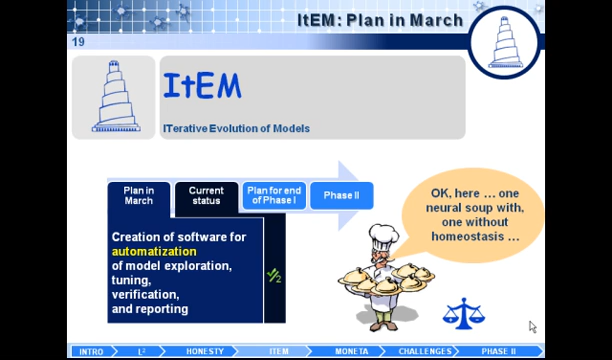 ItEM: Plan in March
19
ItEM
ITerative Evolution of Models
Plan in
March
Current
status
Plan for end
of Phase I
Phase II
Creation of software for
automatization
of model exploration,
tuning,
verification,
and reporting
√/2
OK, here … one
neural soup with,
one without
homeostasis …
INTRO
L²
HONESTY
ITEM
MONETA
CHALLENGES
PHASE II